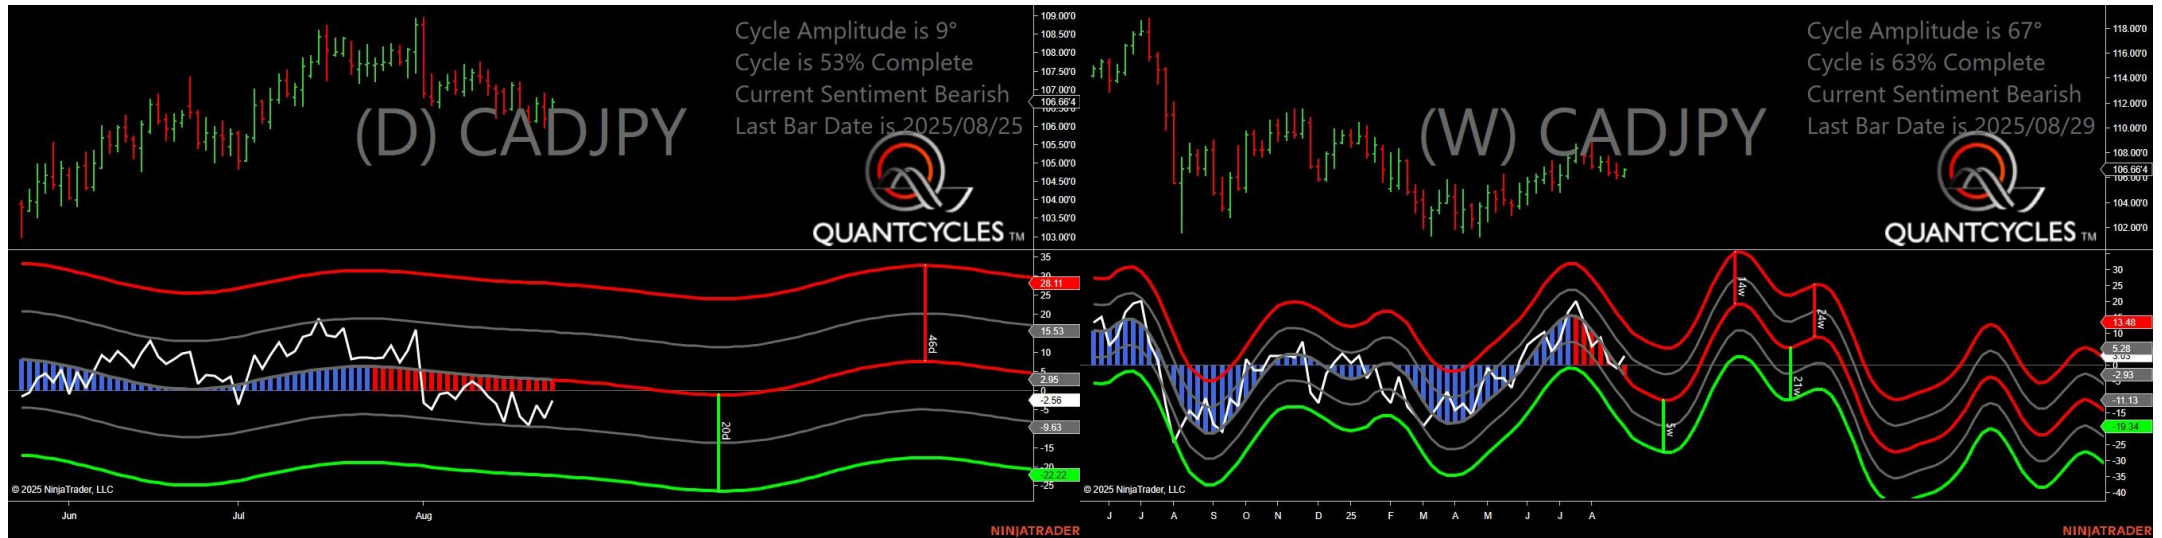 Cycle Amplitude is 9°
Cycle is 53% Complete
Current Sentiment Bearish
Last Bar Date is 2025/08/25
(D) CADJPY
QUANTCYCLES TM
109.00'0
108.50'0
108.00'0
107.50'0
107.00'0
106.66'4
106.00'0
105.50'0
105.00'0
104.50'0
104.00'0
103.50'0
103.00'0
35
28.11
25
20
15.53
10
5
2.95
0
-2.56
-5
-9.63
-15
-20
-22.22
-25
46d
20d
© 2025 NinjaTrader, LLC
Jun
Jul
Aug
NINJATRADER
Cycle Amplitude is 67°
Cycle is 63% Complete
Current Sentiment Bearish
Last Bar Date is 2025/08/29
(W) CADJPY
QUANTCYCLES TM
118.00'0
116.00'0
114.00'0
112.00'0
110.00'0
108.00'0
106.66'4
106.00'0
104.00'0
102.00'0
30
25
20
13.48
10
5.28
3.03
0
-2.93
-11.13
-15
-19.34
-25
-30
-35
-40
14w
24w
21w
5w
© 2025 NinjaTrader, LLC
J
J
A
S
O
N
D
25
F
M
A
M
J
J
A
NINJATRADER